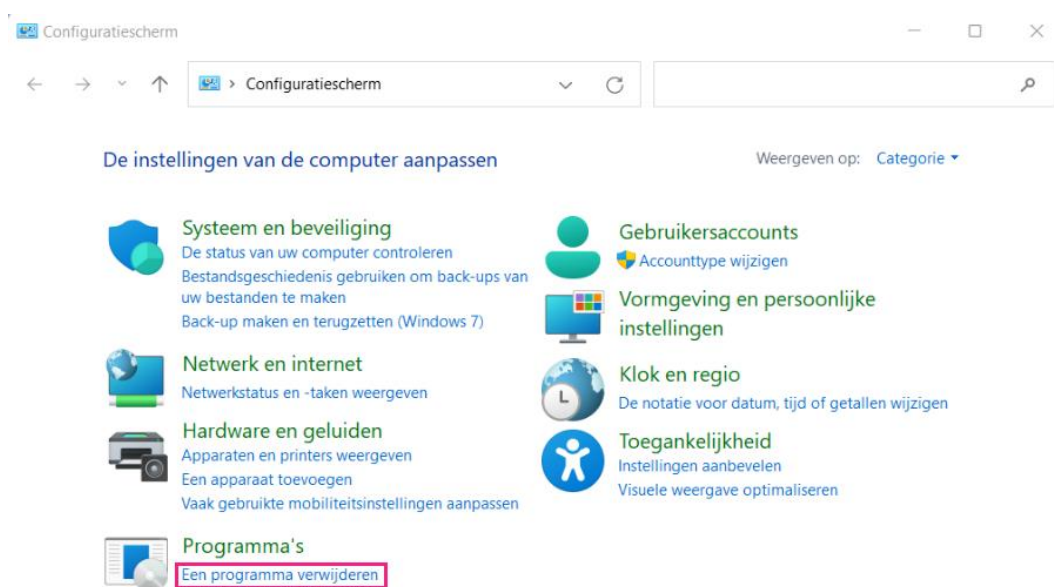 Configuratiescherm
Configuratiescherm
De instellingen van de computer aanpassen
Weergeven op: Categorie
Systeem en beveiliging
De status van uw computer controleren
Bestandsgeschiedenis gebruiken om back-ups van
uw bestanden te maken
Back-up maken en terugzetten (Windows 7)
Netwerk en internet
Netwerkstatus en -taken weergeven
Hardware en geluiden
Apparaten en printers weergeven
Een apparaat toevoegen
Vaak gebruikte mobiliteitsinstellingen aanpassen
Programma's
Een programma verwijderen
Gebruikersaccounts
Accounttype wijzigen
Vormgeving en persoonlijke
instellingen
Klok en regio
De notatie voor datum, tijd of getallen wijzigen
Toegankelijkheid
Instellingen aanbevelen
Visuele weergave optimaliseren